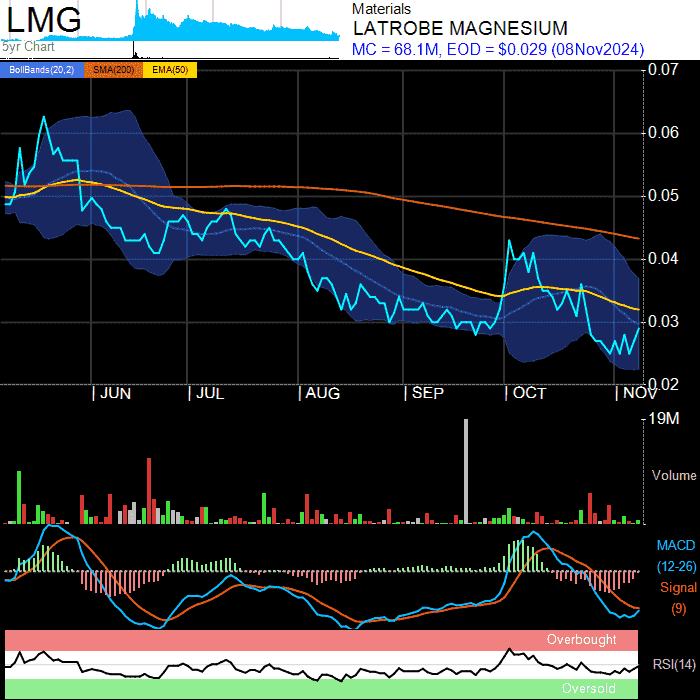 LMG
5yr Chart
Materials
LATROBE MAGNESIUM
MC = 68.1M, EOD = $0.029 (08Nov2024)
BollBands(20,2) SMA(200) EMA(50)
0.07
0.06
0.05
0.04
0.03
0.02
JUN JUL AUG SEP OCT NOV
19M
Volume
MACD
(12-26)
Signal
(9)
Overbought
RSI(14)
Oversold